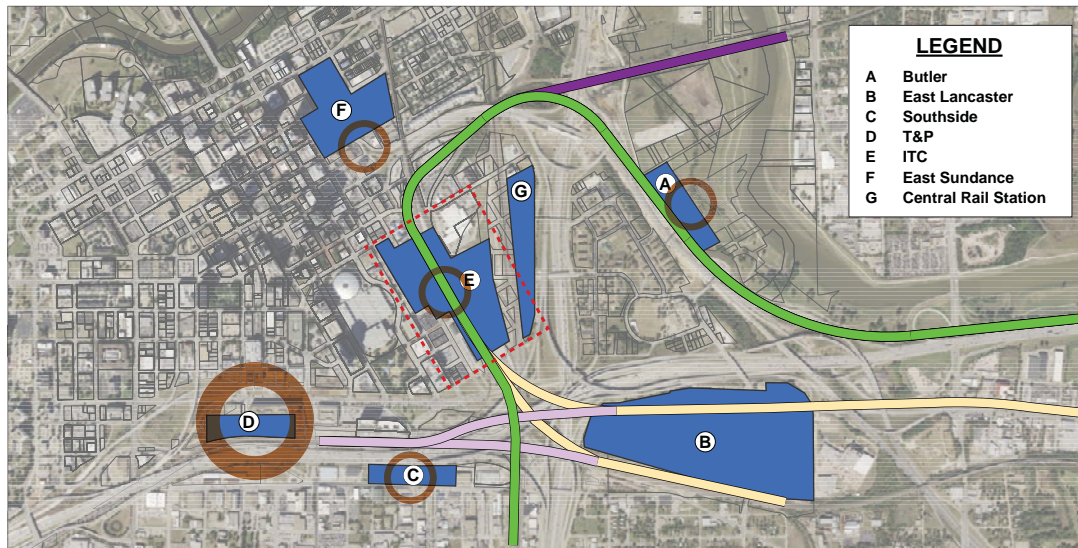 LEGEND
A Butler
B East Lancaster
C Southside
D T&P
E ITC
F East Sundance
G Central Rail Station
F
G
A
E
D
B
C